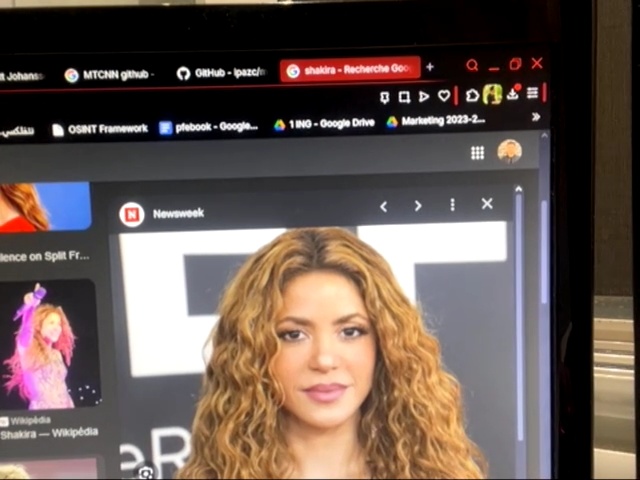 t Johanss
MTCNN github -
GitHub - ipazc/m
shakira - Recherche Goo
OSINT Framework
pfebook - Google...
1 ING - Google Drive
Marketing 2023-2...
Newsweek
lence on Split Fr...
Wikipédia
Shakira — Wikipédia
eR